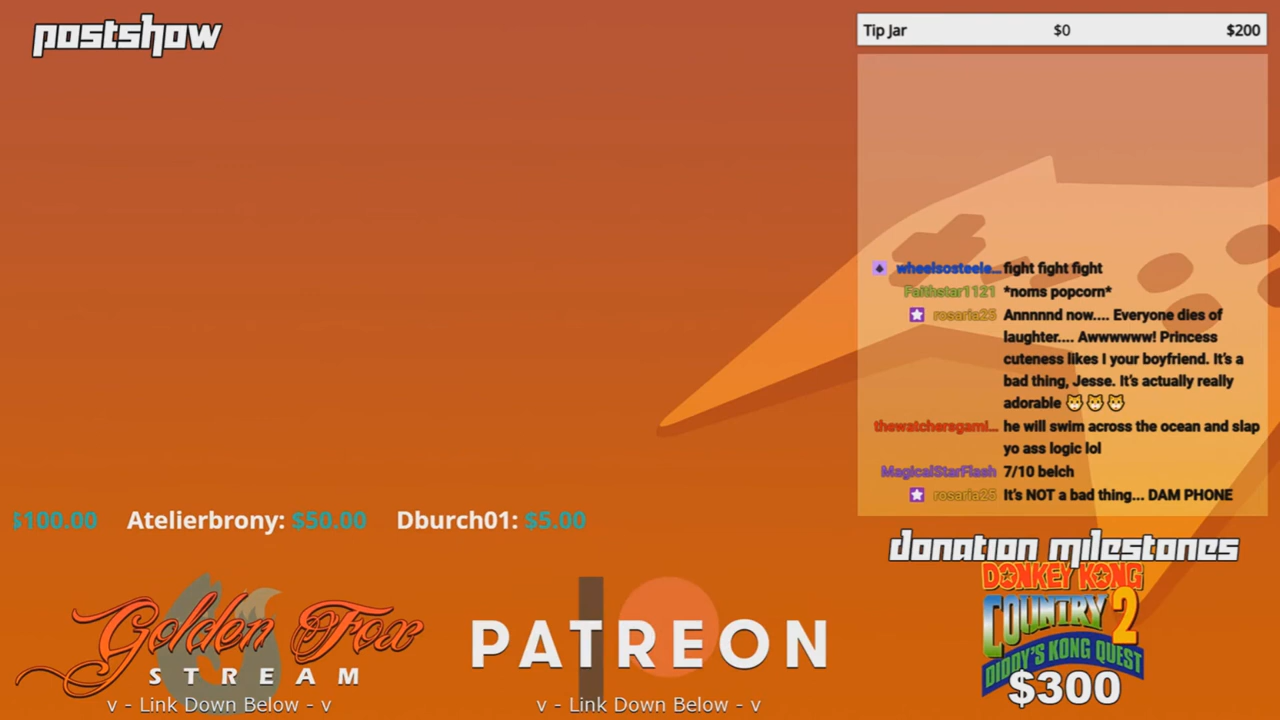 postshow
Tip Jar $0 $200
wheelsosteele... fight fight fight
Faithstar1121 *noms popcorn*
rosaria25 Annnnnd now.... Everyone dies of
laughter.... Awwwwww! Princess
cuteness likes I your boyfriend. It's a
bad thing, Jesse. It's actually really
adorable
thewatchersgami... he will swim across the ocean and slap
yo ass logic lol
MagicalStarFlash 7/10 belch
rosaria25 It's NOT a bad thing... DAM PHONE
$100.00 Atelierbrony: $50.00 Dburch01: $5.00
donation milestones
DONKEY KONG
COUNTRY 2
DIDDY'S KONG QUEST
$300
Golden Fox
STREAM
v - Link Down Below - v
PATREON
v - Link Down Below - v